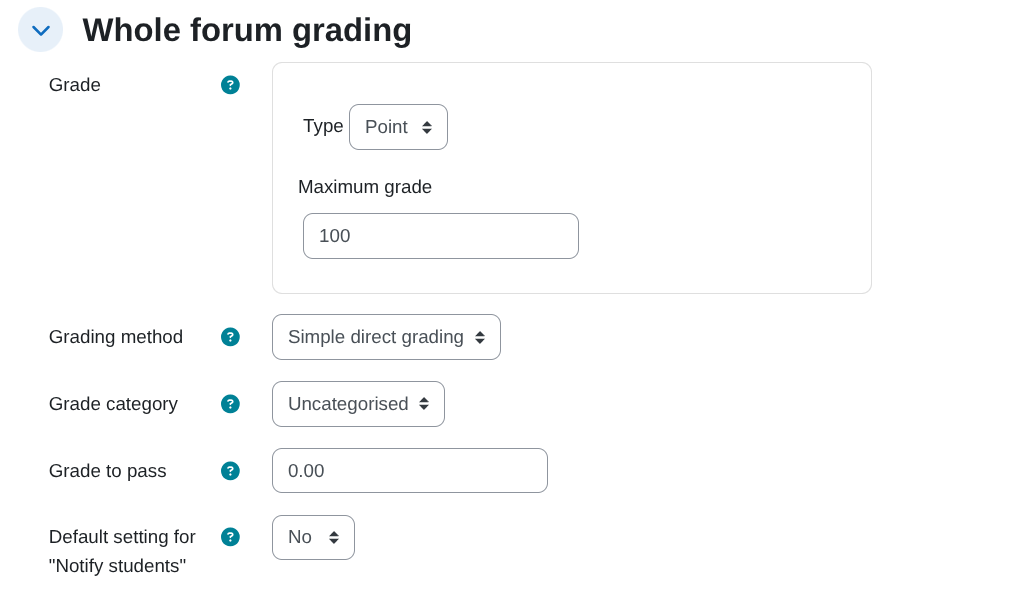 Whole forum grading
Grade
Type Point
Maximum grade
100
Grading method Simple direct grading
Grade category Uncategorised
Grade to pass 0.00
Default setting for No
"Notify students"